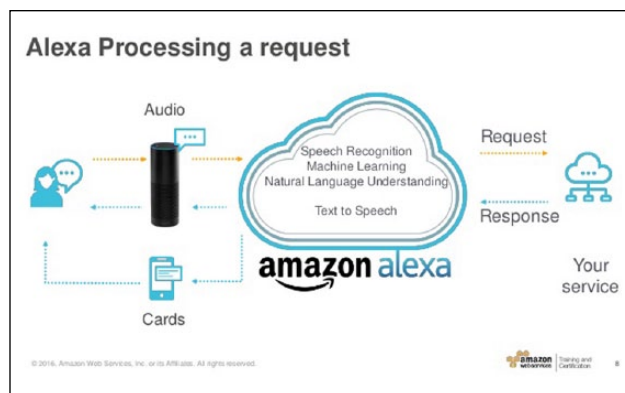 Alexa Processing a request
Audio
Speech Recognition
Machine Learning
Natural Language Understanding
Text to Speech
amazon alexa
Request
Response
Your
service
Cards
© 2016, Amazon Web Services, Inc. or its Affiliates. All rights reserved.
amazon
web services
Training and
Certification
8